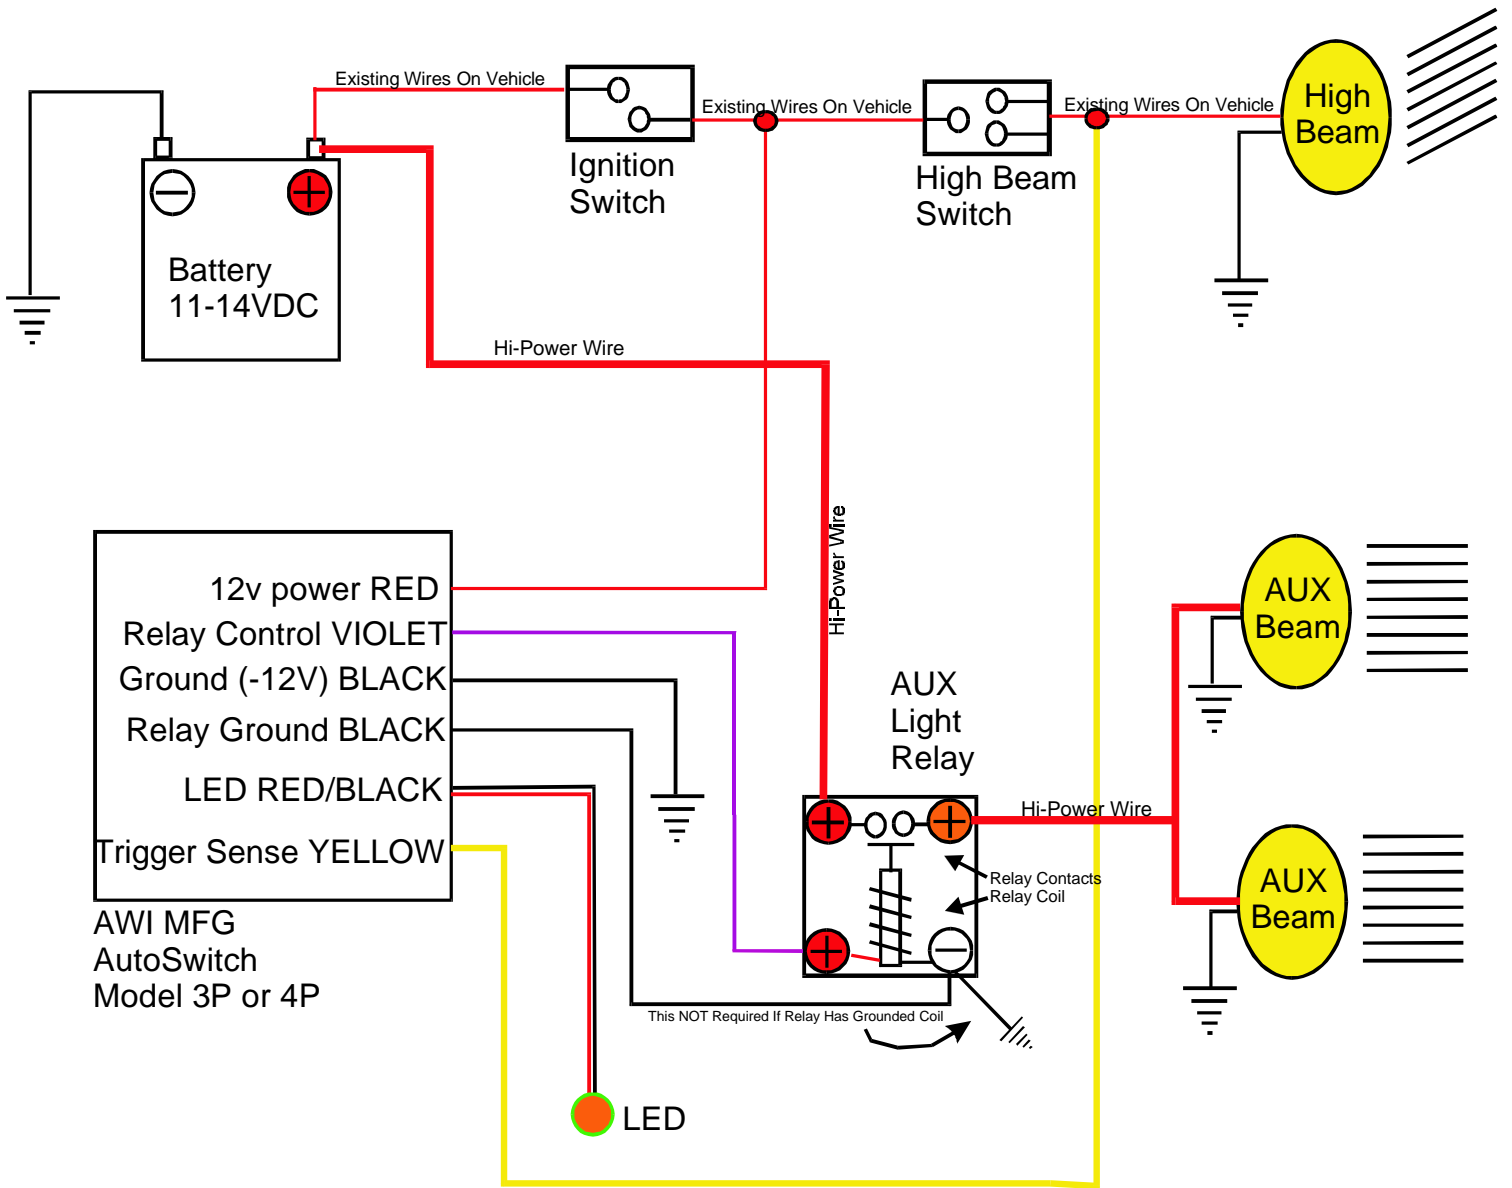 Existing Wires On Vehicle
Existing Wires On Vehicle
Existing Wires On Vehicle
High
Beam
Ignition
Switch
High Beam
Switch
Battery
11-14VDC
Hi-Power Wire
Hi-Power Wire
12v power RED
Relay Control VIOLET
Ground (-12V) BLACK
Relay Ground BLACK
LED RED/BLACK
Trigger Sense YELLOW
AWI MFG
AutoSwitch
Model 3P or 4P
AUX
Light
Relay
Hi-Power Wire
Relay Contacts
Relay Coil
This NOT Required If Relay Has Grounded Coil
LED
AUX
Beam
AUX
Beam